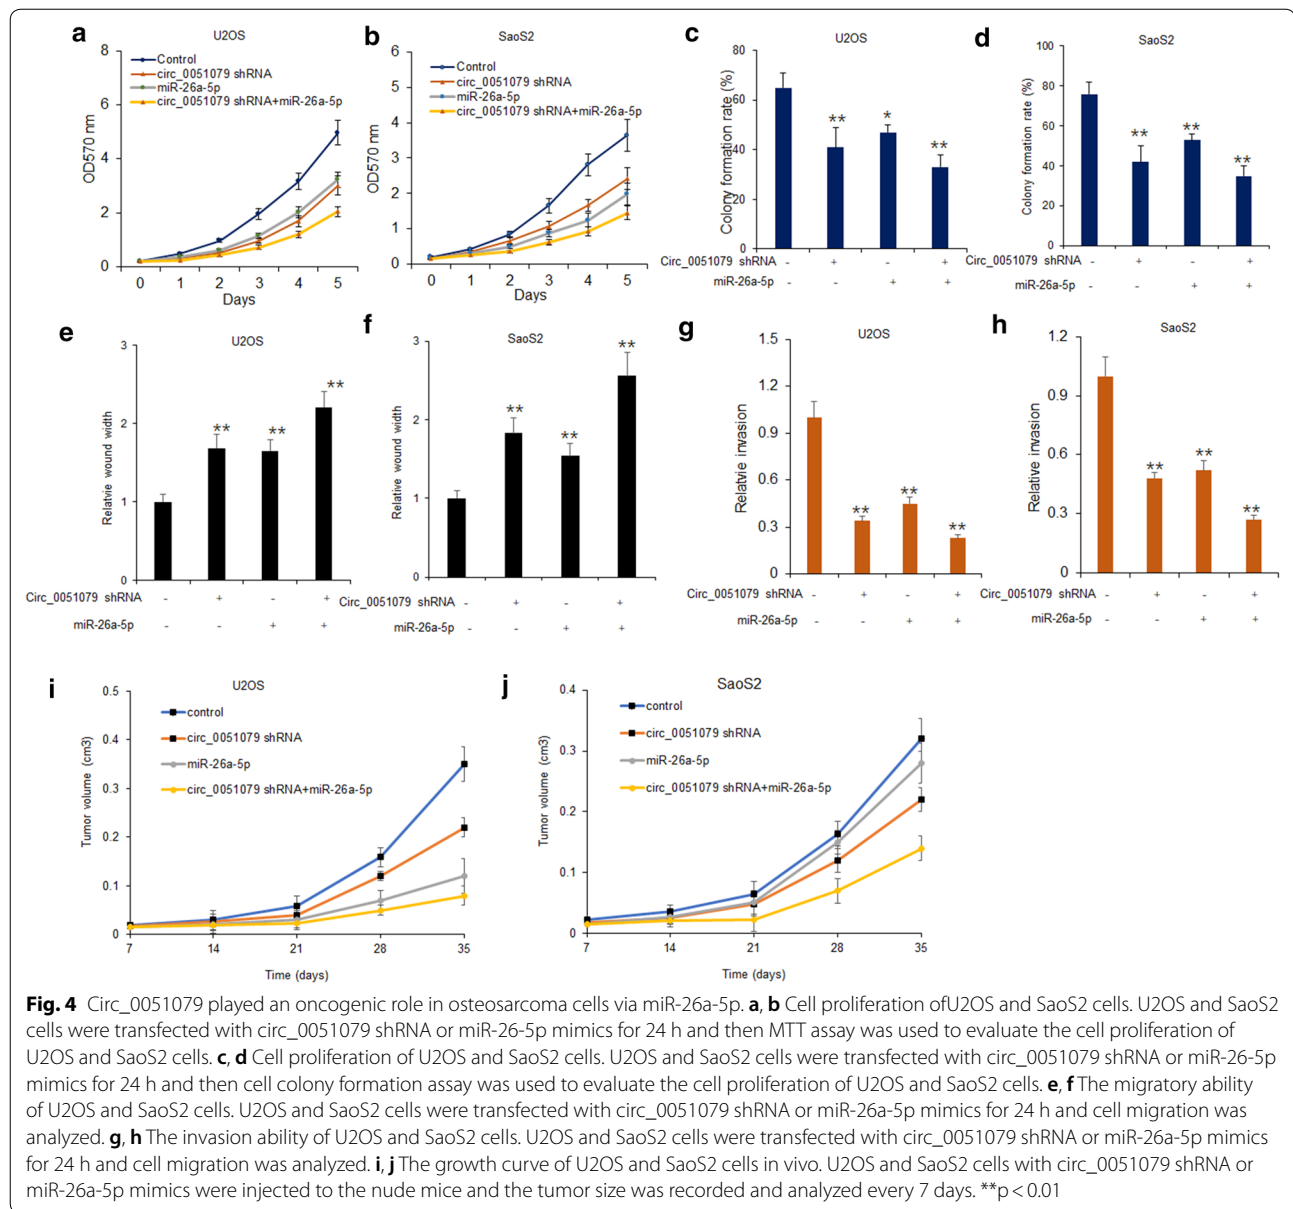 a
U2OS
8
6
4
2
0
OD570 nm
Control
circ_0051079 shRNA
miR-26a-5p
circ_0051079 shRNA+miR-26a-5p
0 1 2 3 4 5
Days
b
SaoS2
6
5
4
3
2
1
0
OD570 nm
Control
circ_0051079 shRNA
miR-26a-5p
circ_0051079 shRNA+miR-26a-5p
0 1 2 3 4 5
Days
c
U2OS
80
60
40
20
0
Colony formation rate (%)
** * **
Circ_0051079 shRNA - + - +
miR-26a-5p - - + +
d
SaoS2
100
80
60
40
20
0
Colony formation rate (%)
** ** **
Circ_0051079 shRNA - + - +
miR-26a-5p - - + +
e
U2OS
3
2
1
0
Relatvie wound width
** ** **
Circ_0051079 shRNA - + - +
miR-26a-5p - - + +
f
SaoS2
3
2
1
0
Relatvie wound width
** ** **
Circ_0051079 shRNA - + - +
miR-26a-5p - - + +
g
U2OS
1.5
1.2
0.9
0.6
0.3
0
Relatvie invasion
** ** **
Circ_0051079 shRNA - + - +
miR-26a-5p - - + +
h
SaoS2
1.2
0.9
0.6
0.3
0
Relatvie invasion
** ** **
Circ_0051079 shRNA - + - +
miR-26a-5p - - + +
i
U2OS
0.5
0.4
0.3
0.2
0.1
0
Tumor volume (cm3)
control
circ_0051079 shRNA
miR-26a-5p
circ_0051079 shRNA+miR-26a-5p
7 14 21 28 35
Time (days)
j
SaoS2
0.4
0.3
0.2
0.1
0
Tumor volume (cm3)
control
circ_0051079 shRNA
miR-26a-5p
circ_0051079 shRNA+miR-26a-5p
7 14 21 28 35
Time (days)
Fig. 4 Circ_0051079 played an oncogenic role in osteosarcoma cells via miR-26a-5p. a, b Cell proliferation ofU2OS and SaoS2 cells. U2OS and SaoS2
cells were transfected with circ_0051079 shRNA or miR-26-5p mimics for 24 h and then MTT assay was used to evaluate the cell proliferation of
U2OS and SaoS2 cells. c, d Cell proliferation of U2OS and SaoS2 cells. U2OS and SaoS2 cells were transfected with circ_0051079 shRNA or miR-26-5p
mimics for 24 h and then cell colony formation assay was used to evaluate the cell proliferation of U2OS and SaoS2 cells. e, f The migratory ability
of U2OS and SaoS2 cells. U2OS and SaoS2 cells were transfected with circ_0051079 shRNA or miR-26a-5p mimics for 24 h and cell migration was
analyzed. g, h The invasion ability of U2OS and SaoS2 cells. U2OS and SaoS2 cells were transfected with circ_0051079 shRNA or miR-26a-5p mimics
for 24 h and cell migration was analyzed. i, j The growth curve of U2OS and SaoS2 cells in vivo. U2OS and SaoS2 cells with circ_0051079 shRNA or
miR-26a-5p mimics were injected to the nude mice and the tumor size was recorded and analyzed every 7 days. **p < 0.01